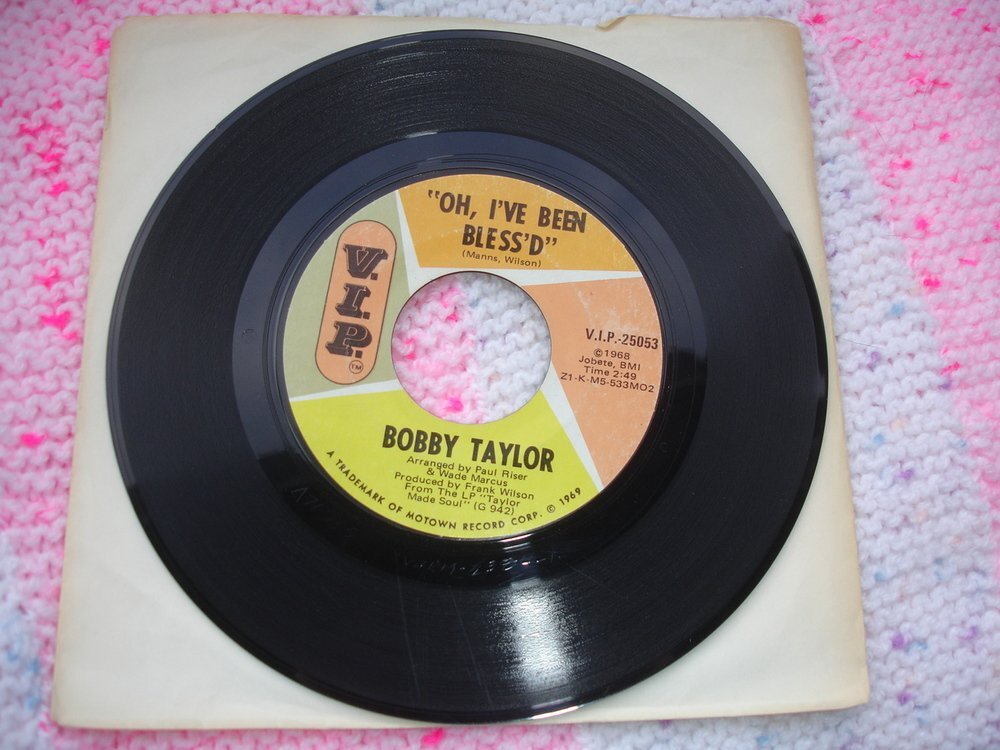 "OH, I'VE BEEN
BLESS'D"
(Manns, Wilson)
V.I.P.
TM
V.I.P.-25053
©1968
Jobete, BMI
Time 2:49
Z1-K-M5-533MO2
BOBBY TAYLOR
Arranged by Paul Riser
& Wade Marcus
Produced by Frank Wilson
From The LP "Taylor
Made Soul" (G 942)
A TRADEMARK OF MOTOWN RECORD CORP. © 1969